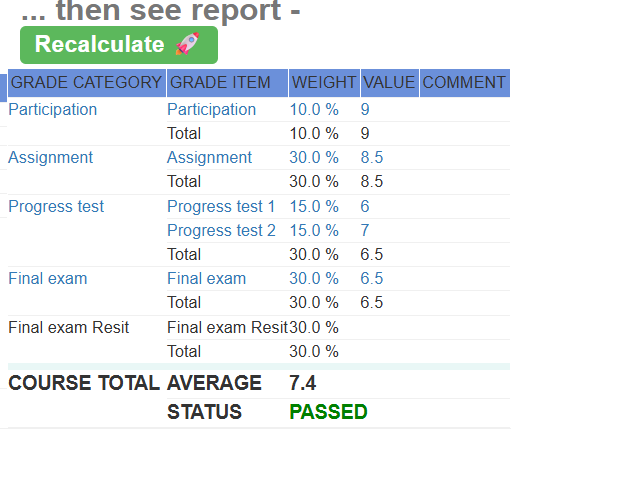 ... then see report -
Recalculate 🚀
GRADE CATEGORY GRADE ITEM WEIGHT VALUE COMMENT
Participation Participation 10.0 % 9
Total 10.0 % 9
Assignment Assignment 30.0 % 8.5
Total 30.0 % 8.5
Progress test Progress test 1 15.0 % 6
Progress test 2 15.0 % 7
Total 30.0 % 6.5
Final exam Final exam 30.0 % 6.5
Total 30.0 % 6.5
Final exam Resit Final exam Resit 30.0 %
Total 30.0 %
COURSE TOTAL AVERAGE 7.4
STATUS PASSED